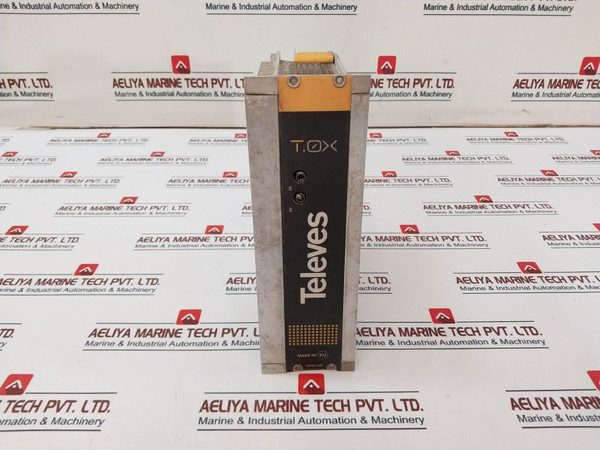 AELIYA MARINE TECH PVT. LTD.
Marine & Industrial Automation & Machinery
T.0X
Televes
MADE IN EU